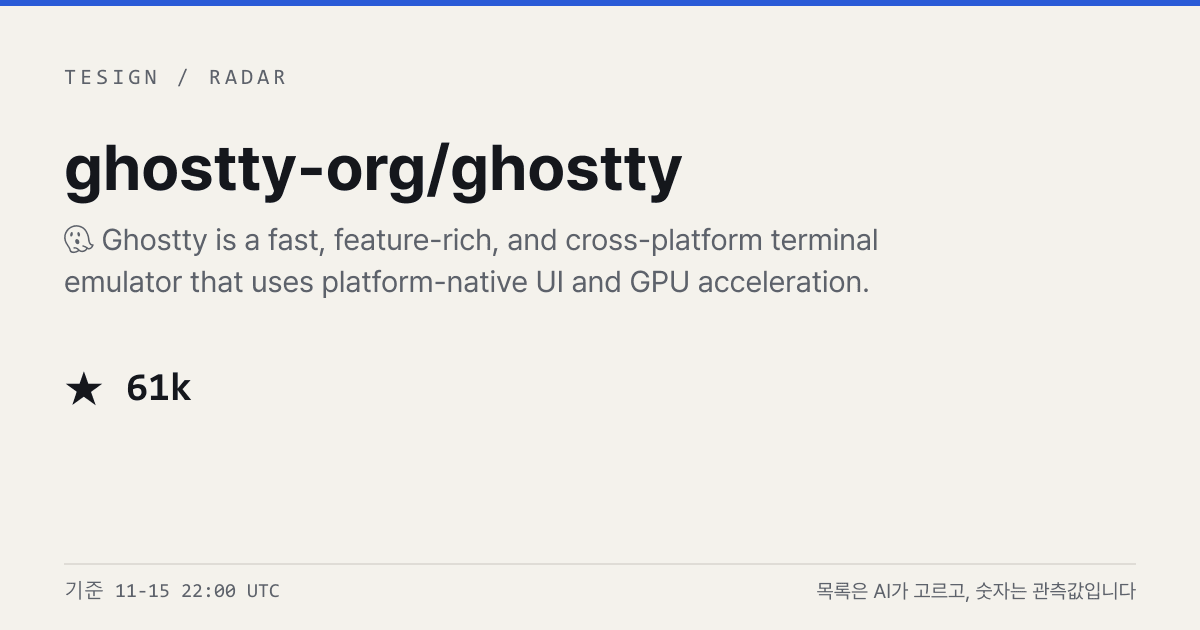 TESIGN / RADAR
ghostty-org/ghostty
👻 Ghostty is a fast, feature-rich, and cross-platform terminal
emulator that uses platform-native UI and GPU acceleration.
★ 61k
기준 11-15 22:00 UTC
목록은 AI가 고르고, 숫자는 관측값입니다